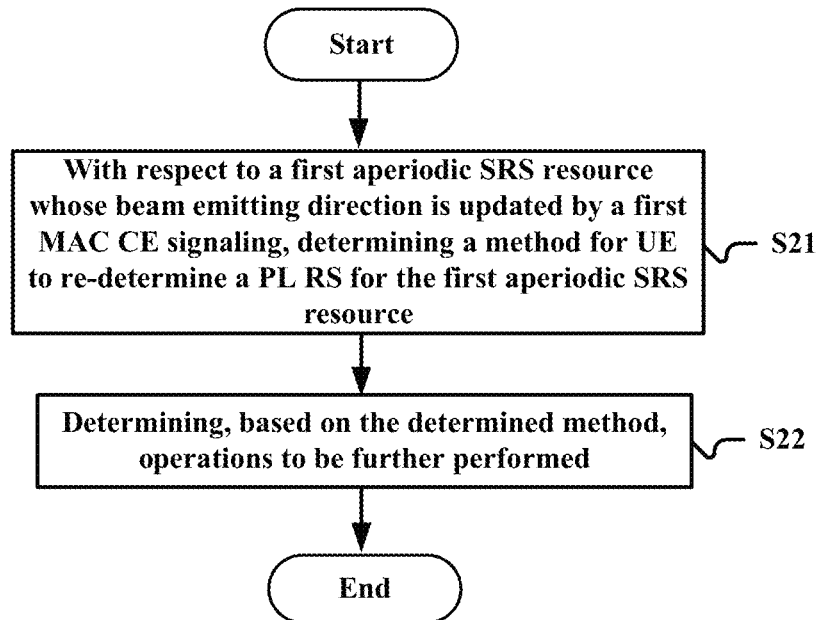 Start
With respect to a first aperiodic SRS resource
whose beam emitting direction is updated by a first
MAC CE signaling, determining a method for UE
to re-determine a PL RS for the first aperiodic SRS
resource
S21
Determining, based on the determined method,
operations to be further performed
S22
End